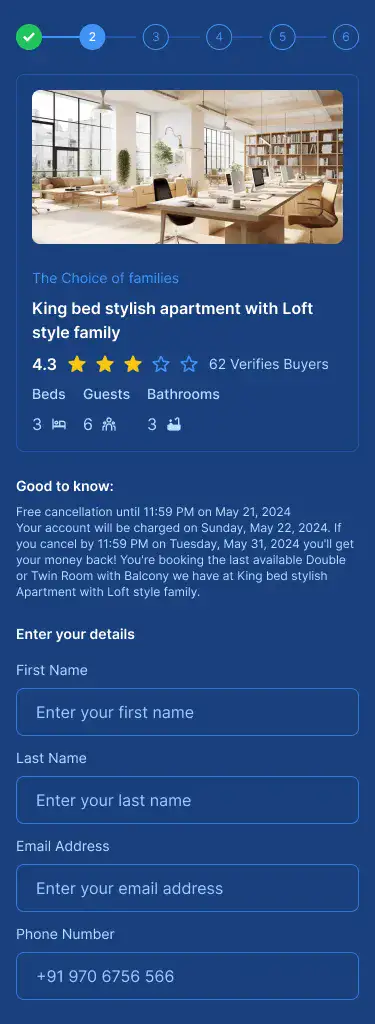 2 3 4 5 6
The Choice of families
King bed stylish apartment with Loft
style family
4.3 62 Verifies Buyers
Beds Guests Bathrooms
3 6 3
Good to know:
Free cancellation until 11:59 PM on May 21, 2024
Your account will be charged on Sunday, May 22, 2024. If
you cancel by 11:59 PM on Tuesday, May 31, 2024 you'll get
your money back! You're booking the last available Double
or Twin Room with Balcony we have at King bed stylish
Apartment with Loft style family.
Enter your details
First Name
Enter your first name
Last Name
Enter your last name
Email Address
Enter your email address
Phone Number
+91 970 6756 566